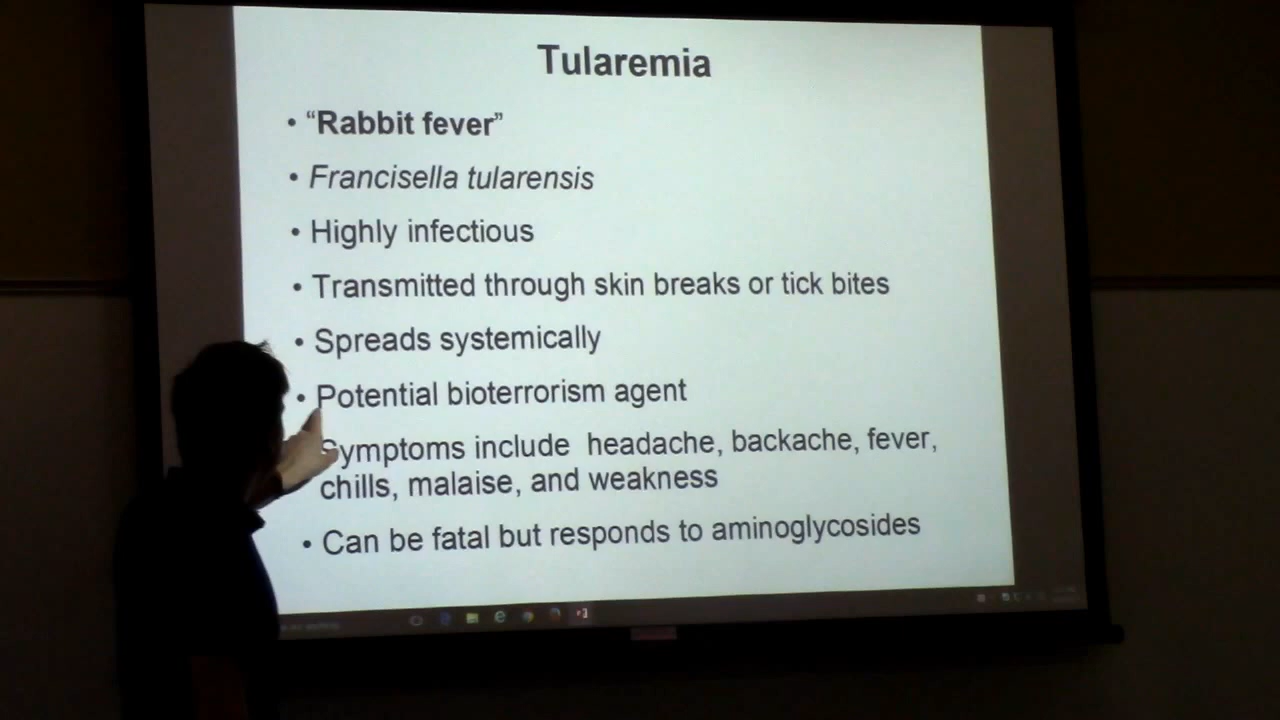 Tularemia
• “Rabbit fever”
• Francisella tularensis
• Highly infectious
• Transmitted through skin breaks or tick bites
• Spreads systemically
• Potential bioterrorism agent
Symptoms include headache, backache, fever,
chills, malaise, and weakness
• Can be fatal but responds to aminoglycosides